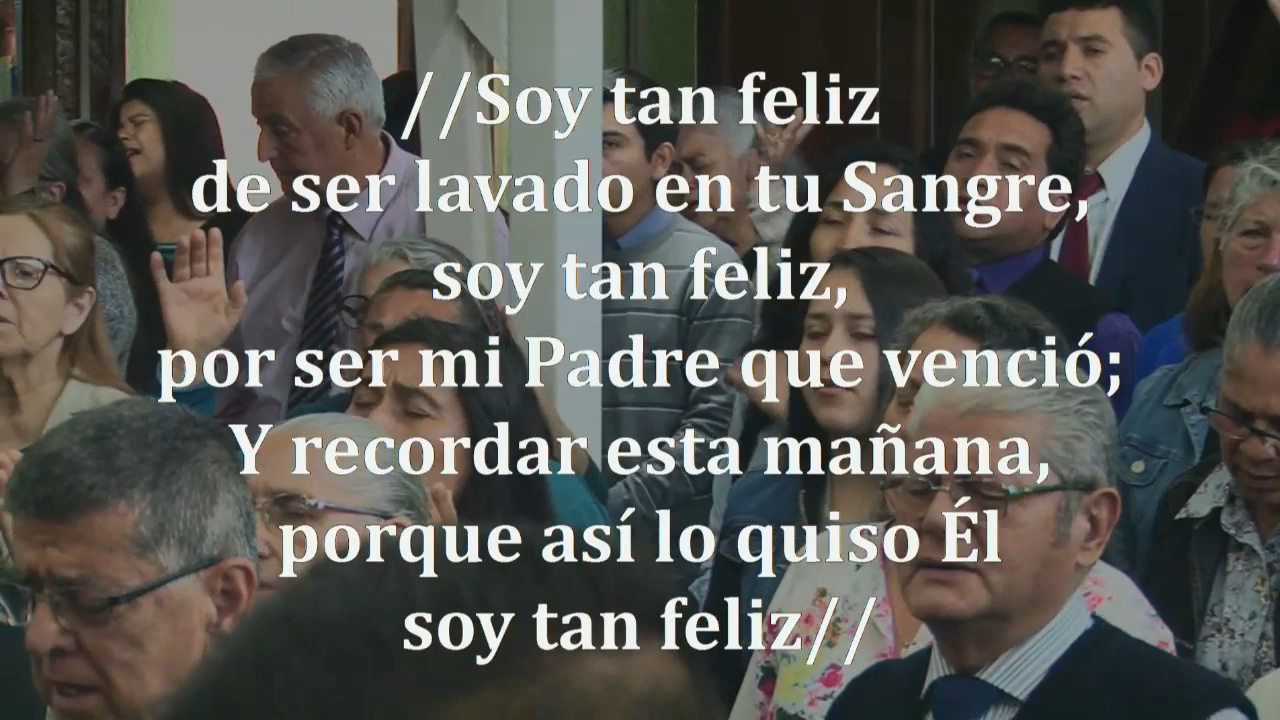 //Soy tan feliz
de ser lavado en tu Sangre,
soy tan feliz,
por ser mi Padre que venció;
Y recordar esta mañana,
porque así lo quiso Él
soy tan feliz//